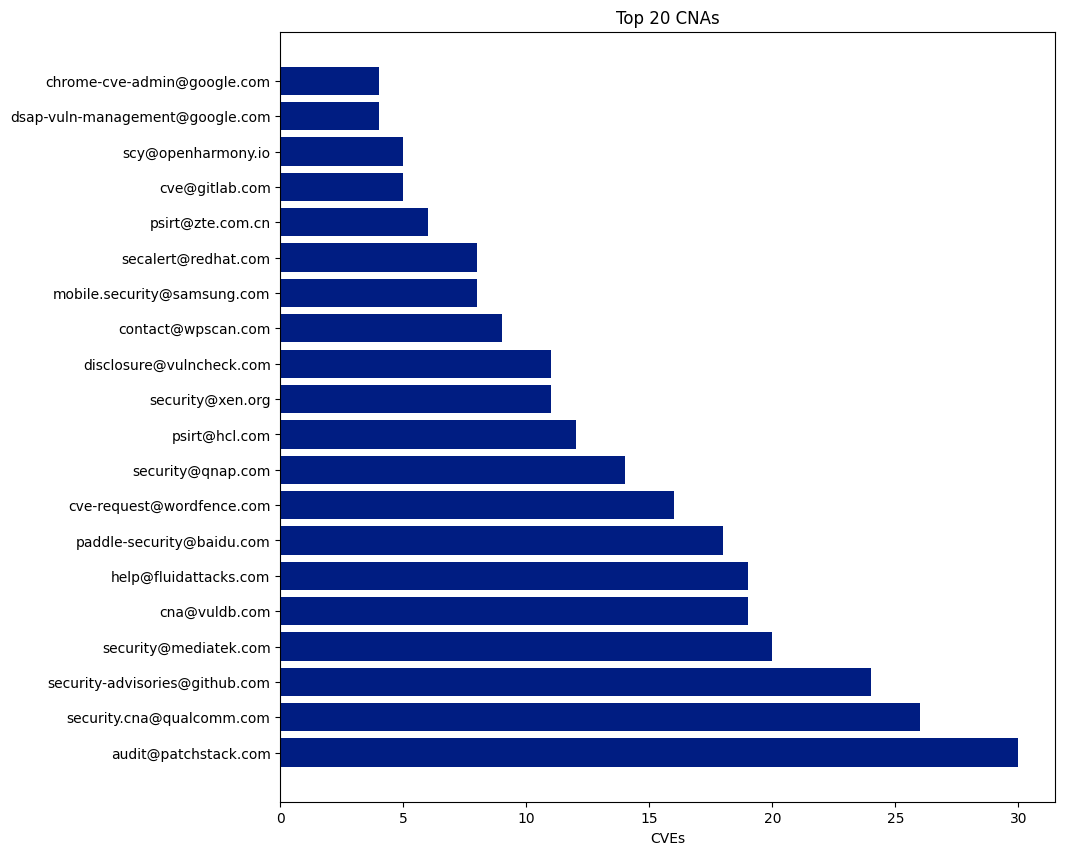 Top 20 CNAs
chrome-cve-admin@google.com
dsap-vuln-management@google.com
scy@openharmony.io
cve@gitlab.com
psirt@zte.com.cn
secalert@redhat.com
mobile.security@samsung.com
contact@wpscan.com
disclosure@vulncheck.com
security@xen.org
psirt@hcl.com
security@qnap.com
cve-request@wordfence.com
paddle-security@baidu.com
help@fluidattacks.com
cna@vuldb.com
security@mediatek.com
security-advisories@github.com
security.cna@qualcomm.com
audit@patchstack.com
0 5 10 15 20 25 30
CVEs